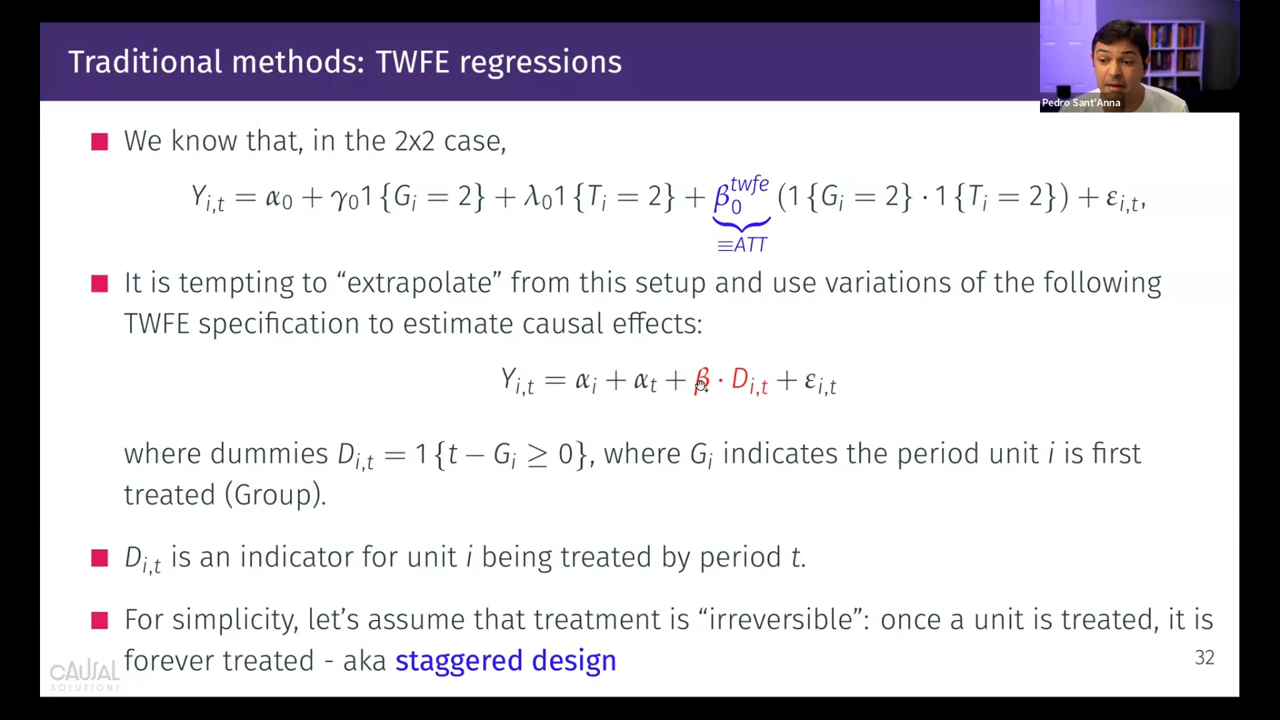 Traditional methods: TWFE regressions
Pedro Sant'Anna
■ We know that, in the 2x2 case,
Y_{i,t} = α_0 + γ_0 1 {G_i = 2} + λ_0 1 {T_i = 2} + β_0^{twfe} (1 {G_i = 2} · 1 {T_i = 2}) + ε_{i,t},
≡ATT
■ It is tempting to “extrapolate” from this setup and use variations of the following
TWFE specification to estimate causal effects:
Y_{i,t} = α_i + α_t + β · D_{i,t} + ε_{i,t}
where dummies D_{i,t} = 1 {t − G_i ≥ 0}, where G_i indicates the period unit i is first
treated (Group).
■ D_{i,t} is an indicator for unit i being treated by period t.
■ For simplicity, let’s assume that treatment is “irreversible”: once a unit is treated, it is
forever treated - aka staggered design
32
CAUSAL
SOLUTIONS